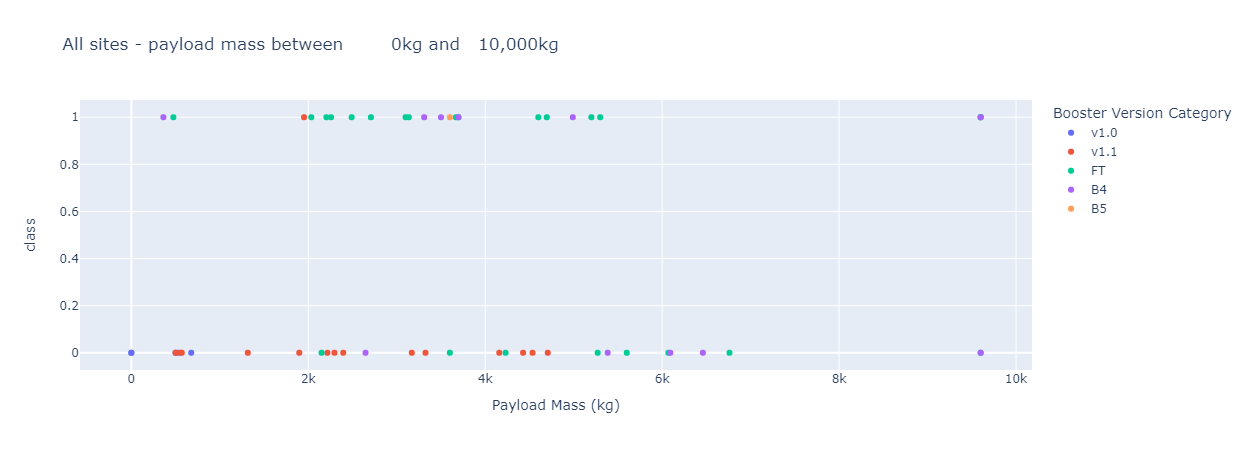 All sites - payload mass between 0kg and 10,000kg
Booster Version Category
v1.0
v1.1
FT
B4
B5
class
1
0.8
0.6
0.4
0.2
0
0 2k 4k 6k 8k 10k
Payload Mass (kg)